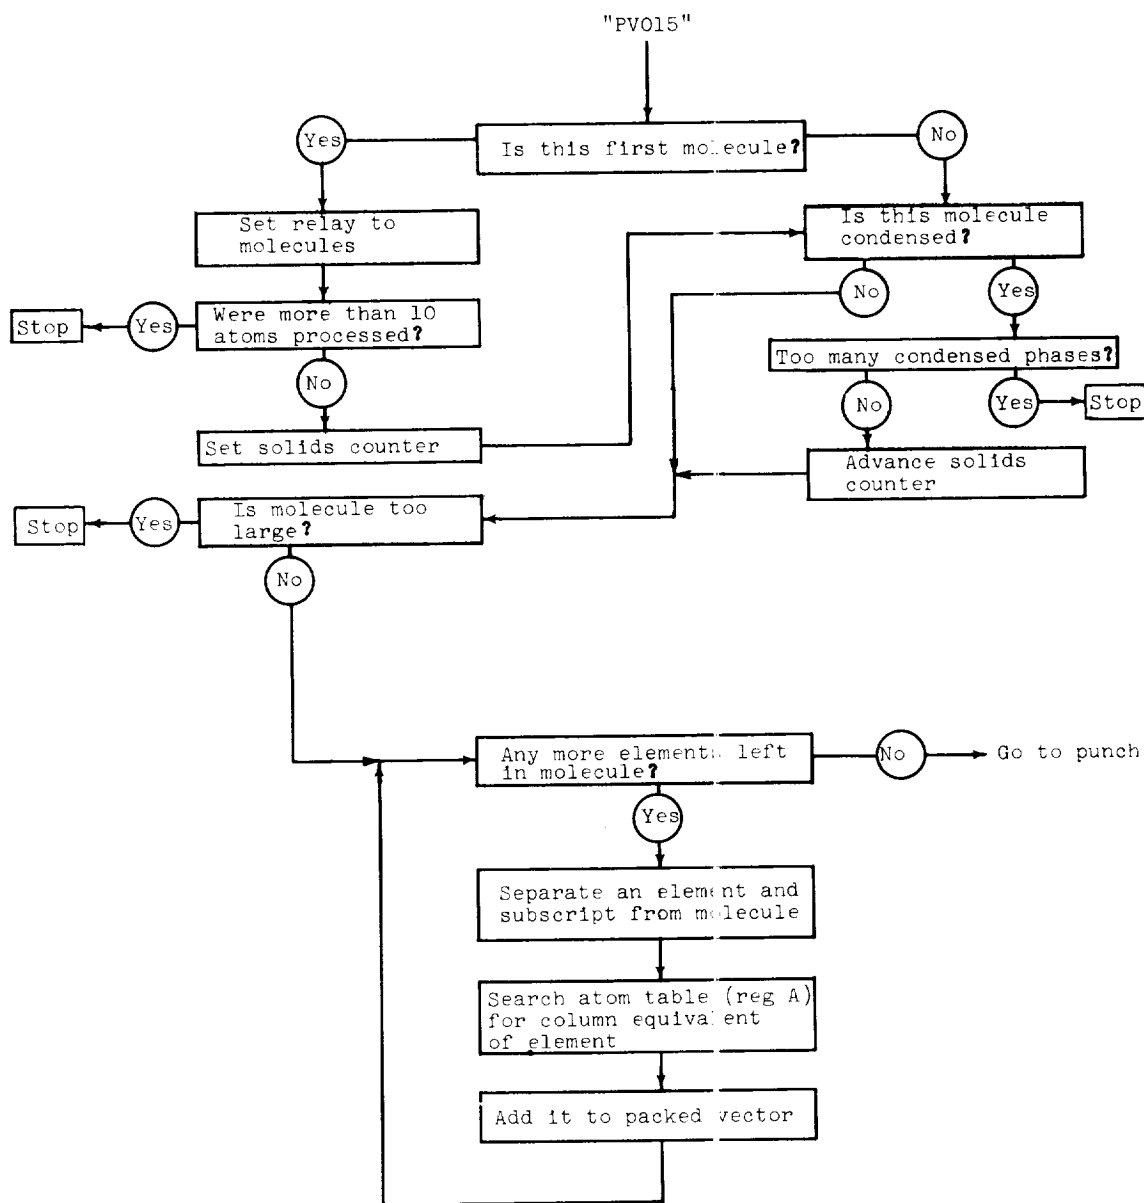 "PV015"
Yes
Is this first molecule?
No
Set relay to
molecules
Is this molecule
condensed?
No
Yes
Stop
Yes
Were more than 10
atoms processed?
Too many condensed phases?
No
No
Yes
Stop
Set solids counter
Advance solids
counter
Stop
Yes
Is molecule too
large?
No
Any more elements left
in molecule?
No
Go to punch
Yes
Separate an element and
subscript from molecule
Search atom table (reg A)
for column equivalent
of element
Add it to packed vector